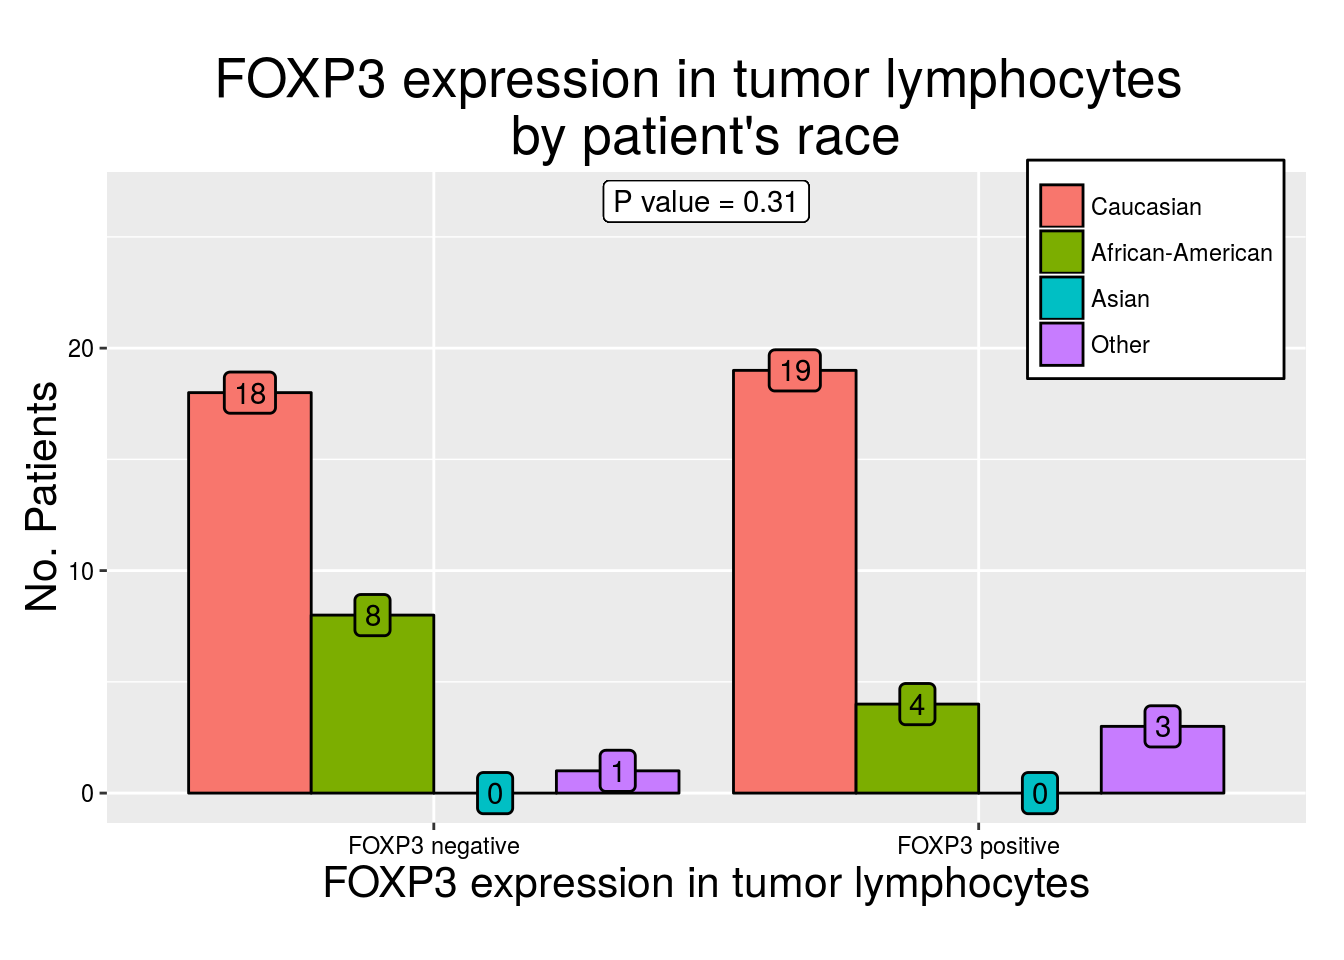 FOXP3 expression in tumor lymphocytes
by patient's race
P value = 0.31
Caucasian
African-American
Asian
Other
No. Patients
20
10
0
18
8
0
1
19
4
0
3
FOXP3 negative
FOXP3 positive
FOXP3 expression in tumor lymphocytes